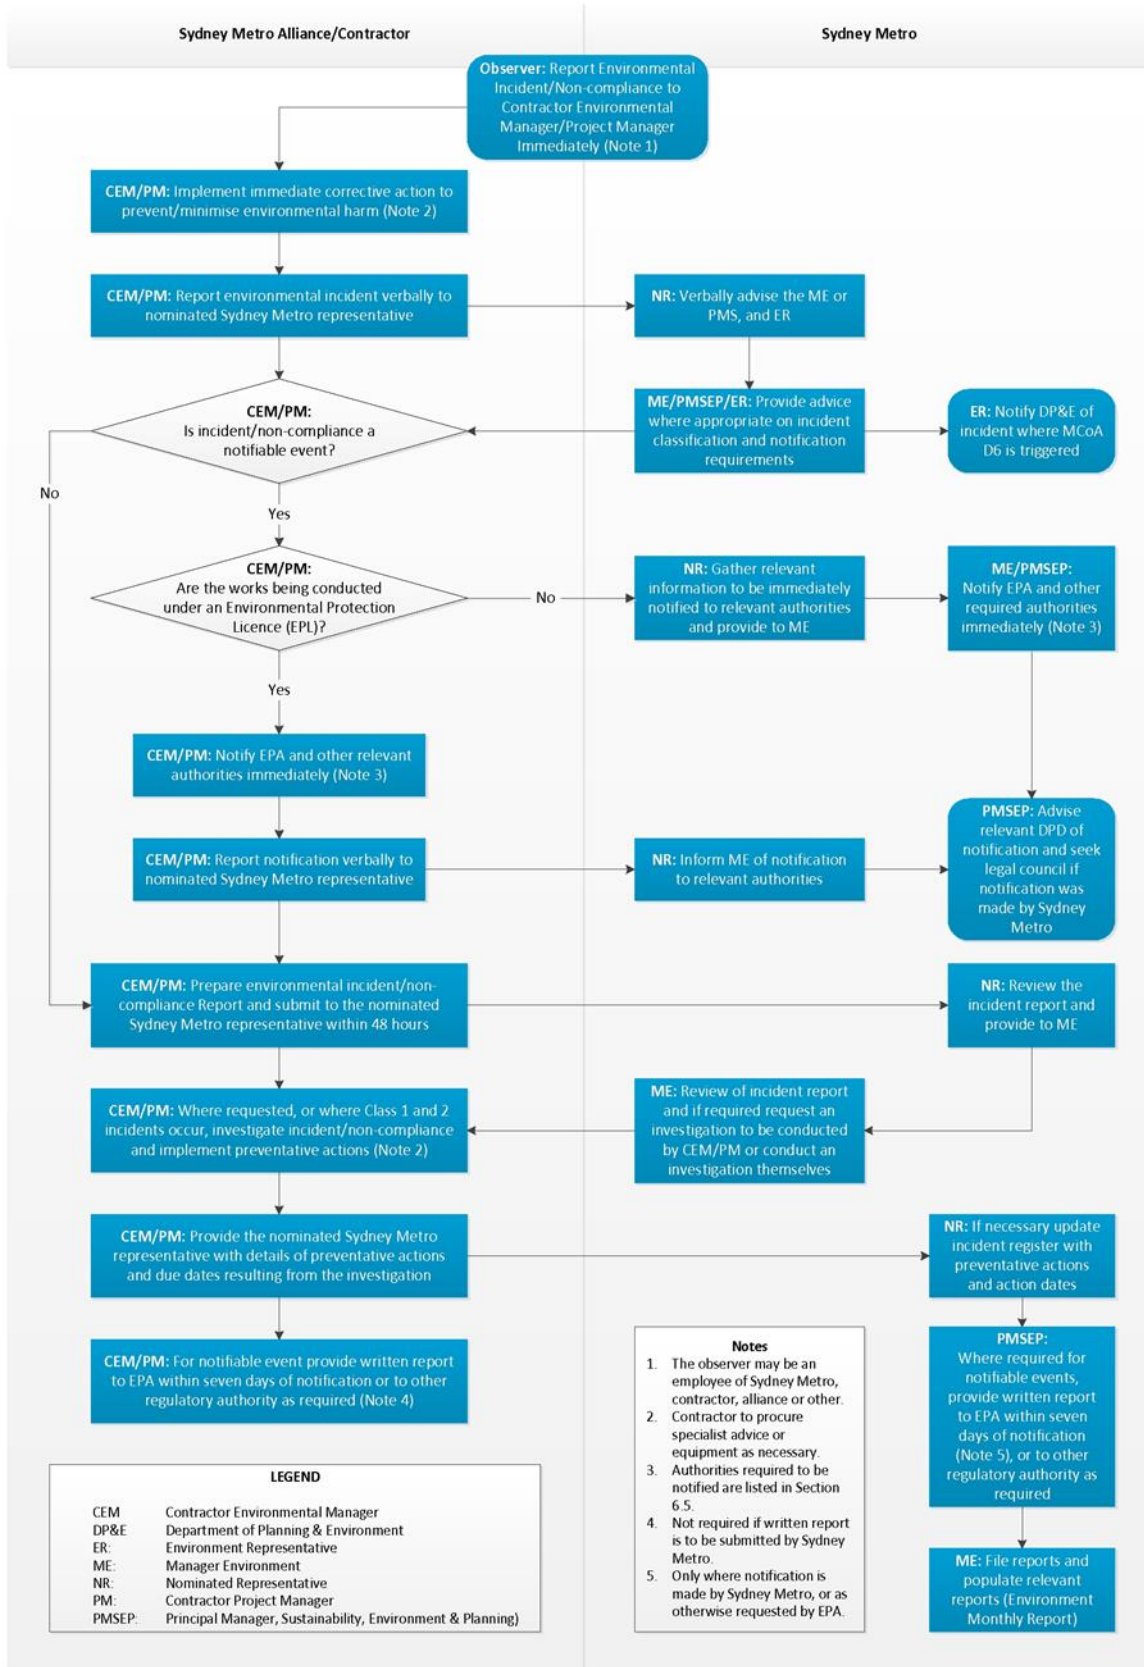 Sydney Metro Alliance/Contractor
Sydney Metro
Observer: Report Environmental
Incident/Non-compliance to
Contractor Environmental
Manager/Project Manager
Immediately (Note 1)
CEM/PM: Implement immediate corrective action to
prevent/minimise environmental harm (Note 2)
CEM/PM: Report environmental incident verbally to
nominated Sydney Metro representative
NR: Verbally advise the ME or
PMS, and ER
CEM/PM:
Is incident/non-compliance a
notifiable event?
ME/PMSEP/ER: Provide advice
where appropriate on incident
classification and notification
requirements
ER: Notify DP&E of
incident where MCoA
D6 is triggered
No
Yes
CEM/PM:
Are the works being conducted
under an Environmental Protection
Licence (EPL)?
No
NR: Gather relevant
information to be immediately
notified to relevant authorities
and provide to ME
ME/PMSEP:
Notify EPA and other
required authorities
immediately (Note 3)
Yes
CEM/PM: Notify EPA and other relevant
authorities immediately (Note 3)
CEM/PM: Report notification verbally to
nominated Sydney Metro representative
NR: Inform ME of notification
to relevant authorities
PMSEP: Advise
relevant DPD of
notification and seek
legal council if
notification was
made by Sydney
Metro
CEM/PM: Prepare environmental incident/non-
compliance Report and submit to the nominated
Sydney Metro representative within 48 hours
NR: Review the
incident report and
provide to ME
CEM/PM: Where requested, or where Class 1 and 2
incidents occur, investigate incident/non-compliance
and implement preventative actions (Note 2)
ME: Review of incident report
and if required request an
investigation to be conducted
by CEM/PM or conduct an
investigation themselves
CEM/PM: Provide the nominated Sydney Metro
representative with details of preventative actions
and due dates resulting from the investigation
NR: If necessary update
incident register with
preventative actions
and action dates
CEM/PM: For notifiable event provide written report
to EPA within seven days of notification or to other
regulatory authority as required (Note 4)
Notes
1. The observer may be an
employee of Sydney Metro,
contractor, alliance or other.
2. Contractor to procure
specialist advice or
equipment as necessary.
3. Authorities required to be
notified are listed in Section
6.5.
4. Not required if written report
is to be submitted by Sydney
Metro.
5. Only where notification is
made by Sydney Metro, or as
otherwise requested by EPA.
PMSEP:
Where required for
notifiable events,
provide written report
to EPA within seven
days of notification
(Note 5), or to other
regulatory authority as
required
ME: File reports and
populate relevant
reports (Environment
Monthly Report)
LEGEND
CEM Contractor Environmental Manager
DP&E Department of Planning & Environment
ER: Environment Representative
ME: Manager Environment
NR: Nominated Representative
PM: Contractor Project Manager
PMSEP: Principal Manager, Sustainability, Environment & Planning)